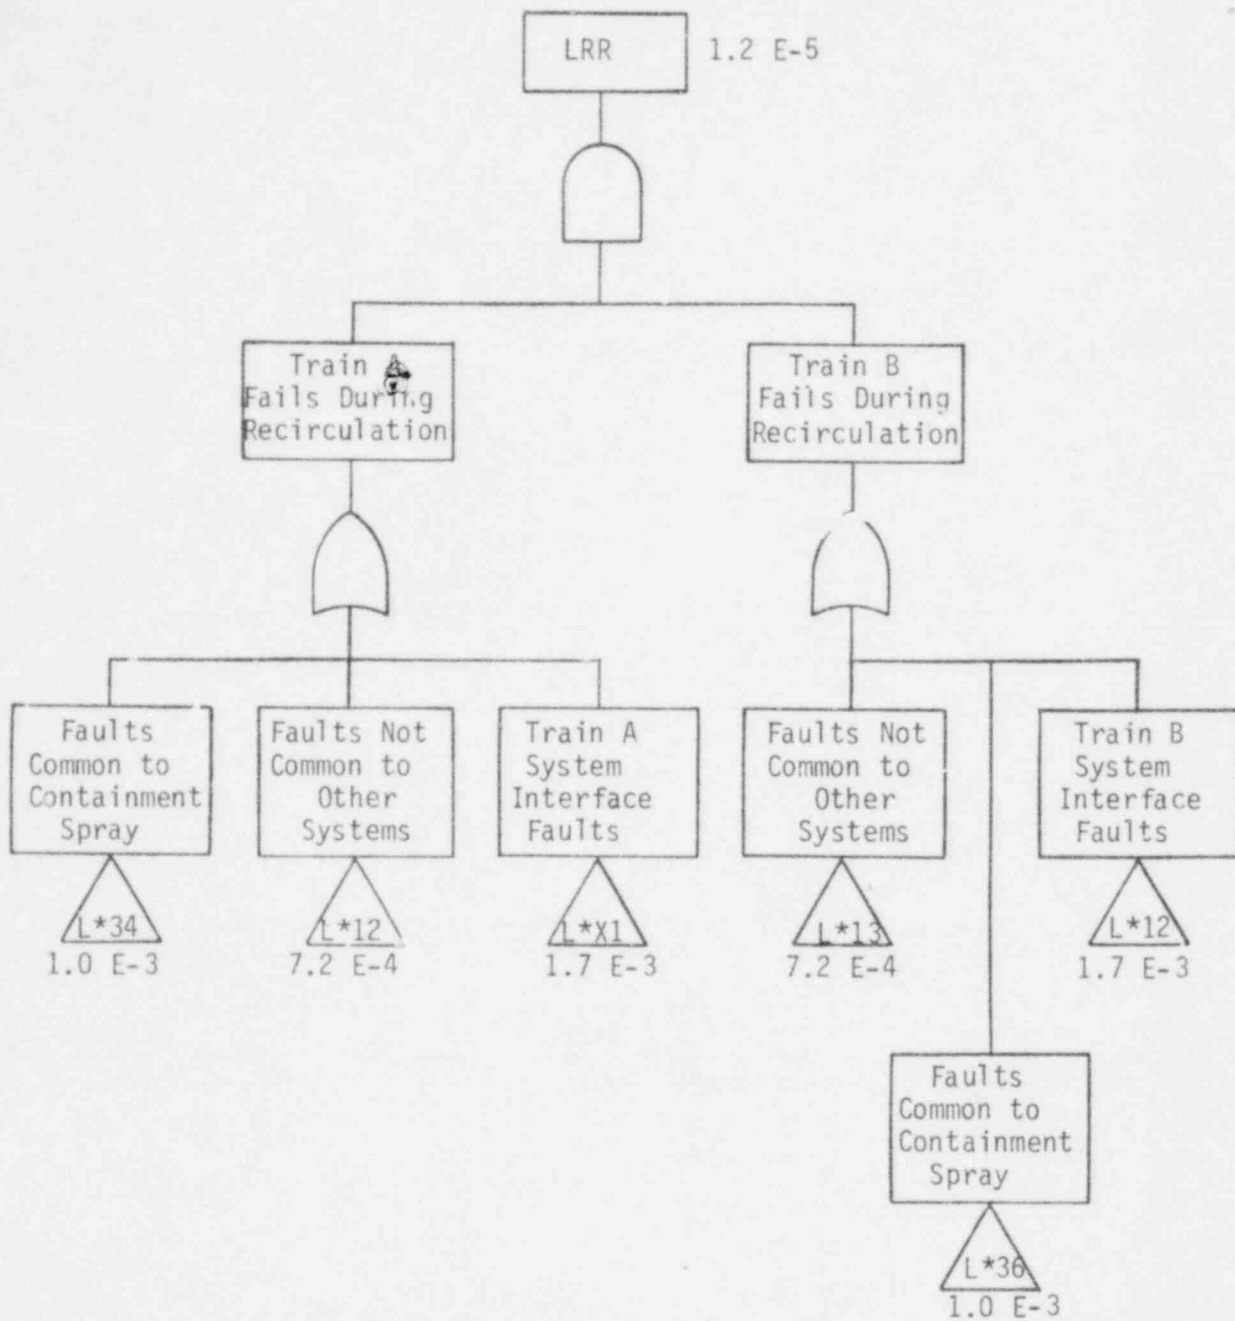 LRR 1.2 E-5
Train A
Fails During
Recirculation
Train B
Fails During
Recirculation
Faults
Common to
Containment
Spray
L*34
1.0 E-3
Faults Not
Common to
Other
Systems
L*12
7.2 E-4
Train A
System
Interface
Faults
L*X1
1.7 E-3
Faults Not
Common to
Other
Systems
L*13
7.2 E-4
Train B
System
Interface
Faults
L*12
1.7 E-3
Faults
Common to
Containment
Spray
L*36
1.0 E-3